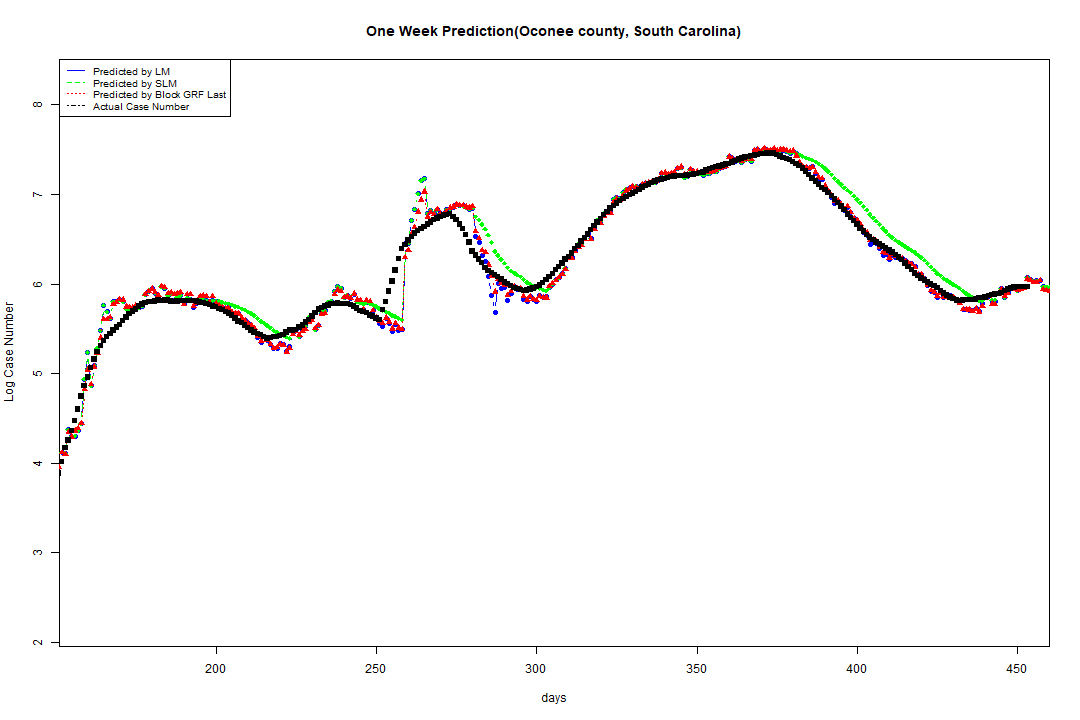 One Week Prediction(Oconee county, South Carolina)
Predicted by LM
Predicted by SLM
Predicted by Block GRF Last
Actual Case Number
8
7
6
5
4
3
2
Log Case Number
200
250
300
350
400
450
days